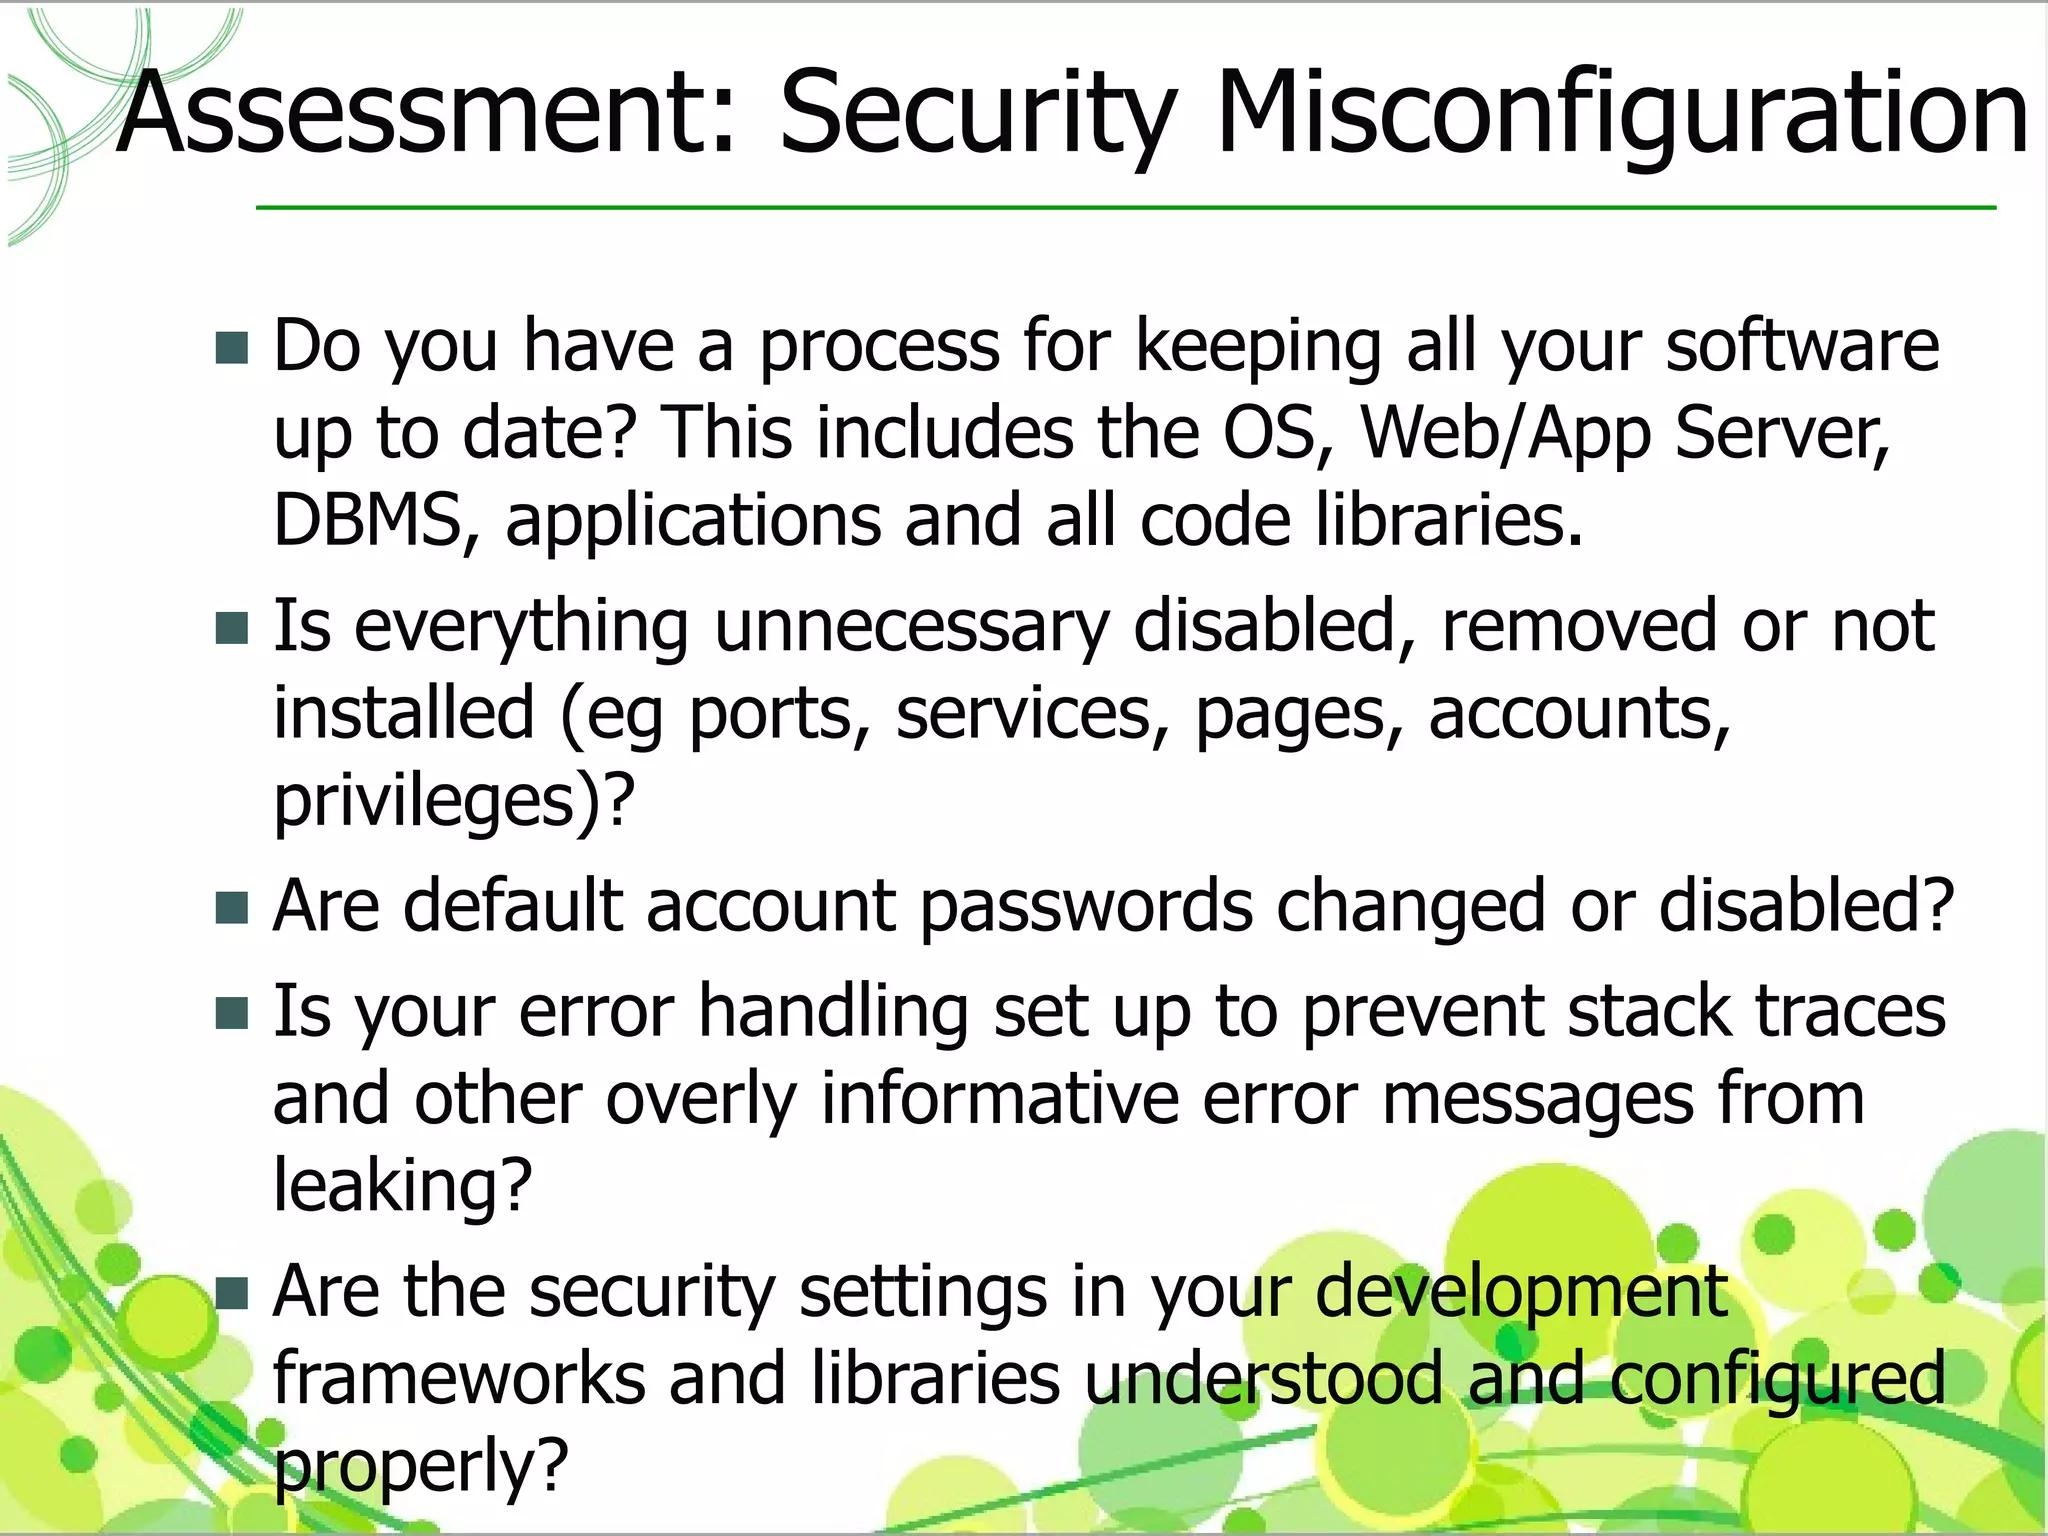 Assessment: Security Misconfiguration
Do you have a process for keeping all your software
up to date? This includes the OS, Web/App Server,
DBMS, applications and all code libraries.
Is everything unnecessary disabled, removed or not
installed (eg ports, services, pages, accounts,
privileges)?
Are default account passwords changed or disabled?
Is your error handling set up to prevent stack traces
and other overly informative error messages from
leaking?
Are the security settings in your development
frameworks and libraries understood and configured
properly?